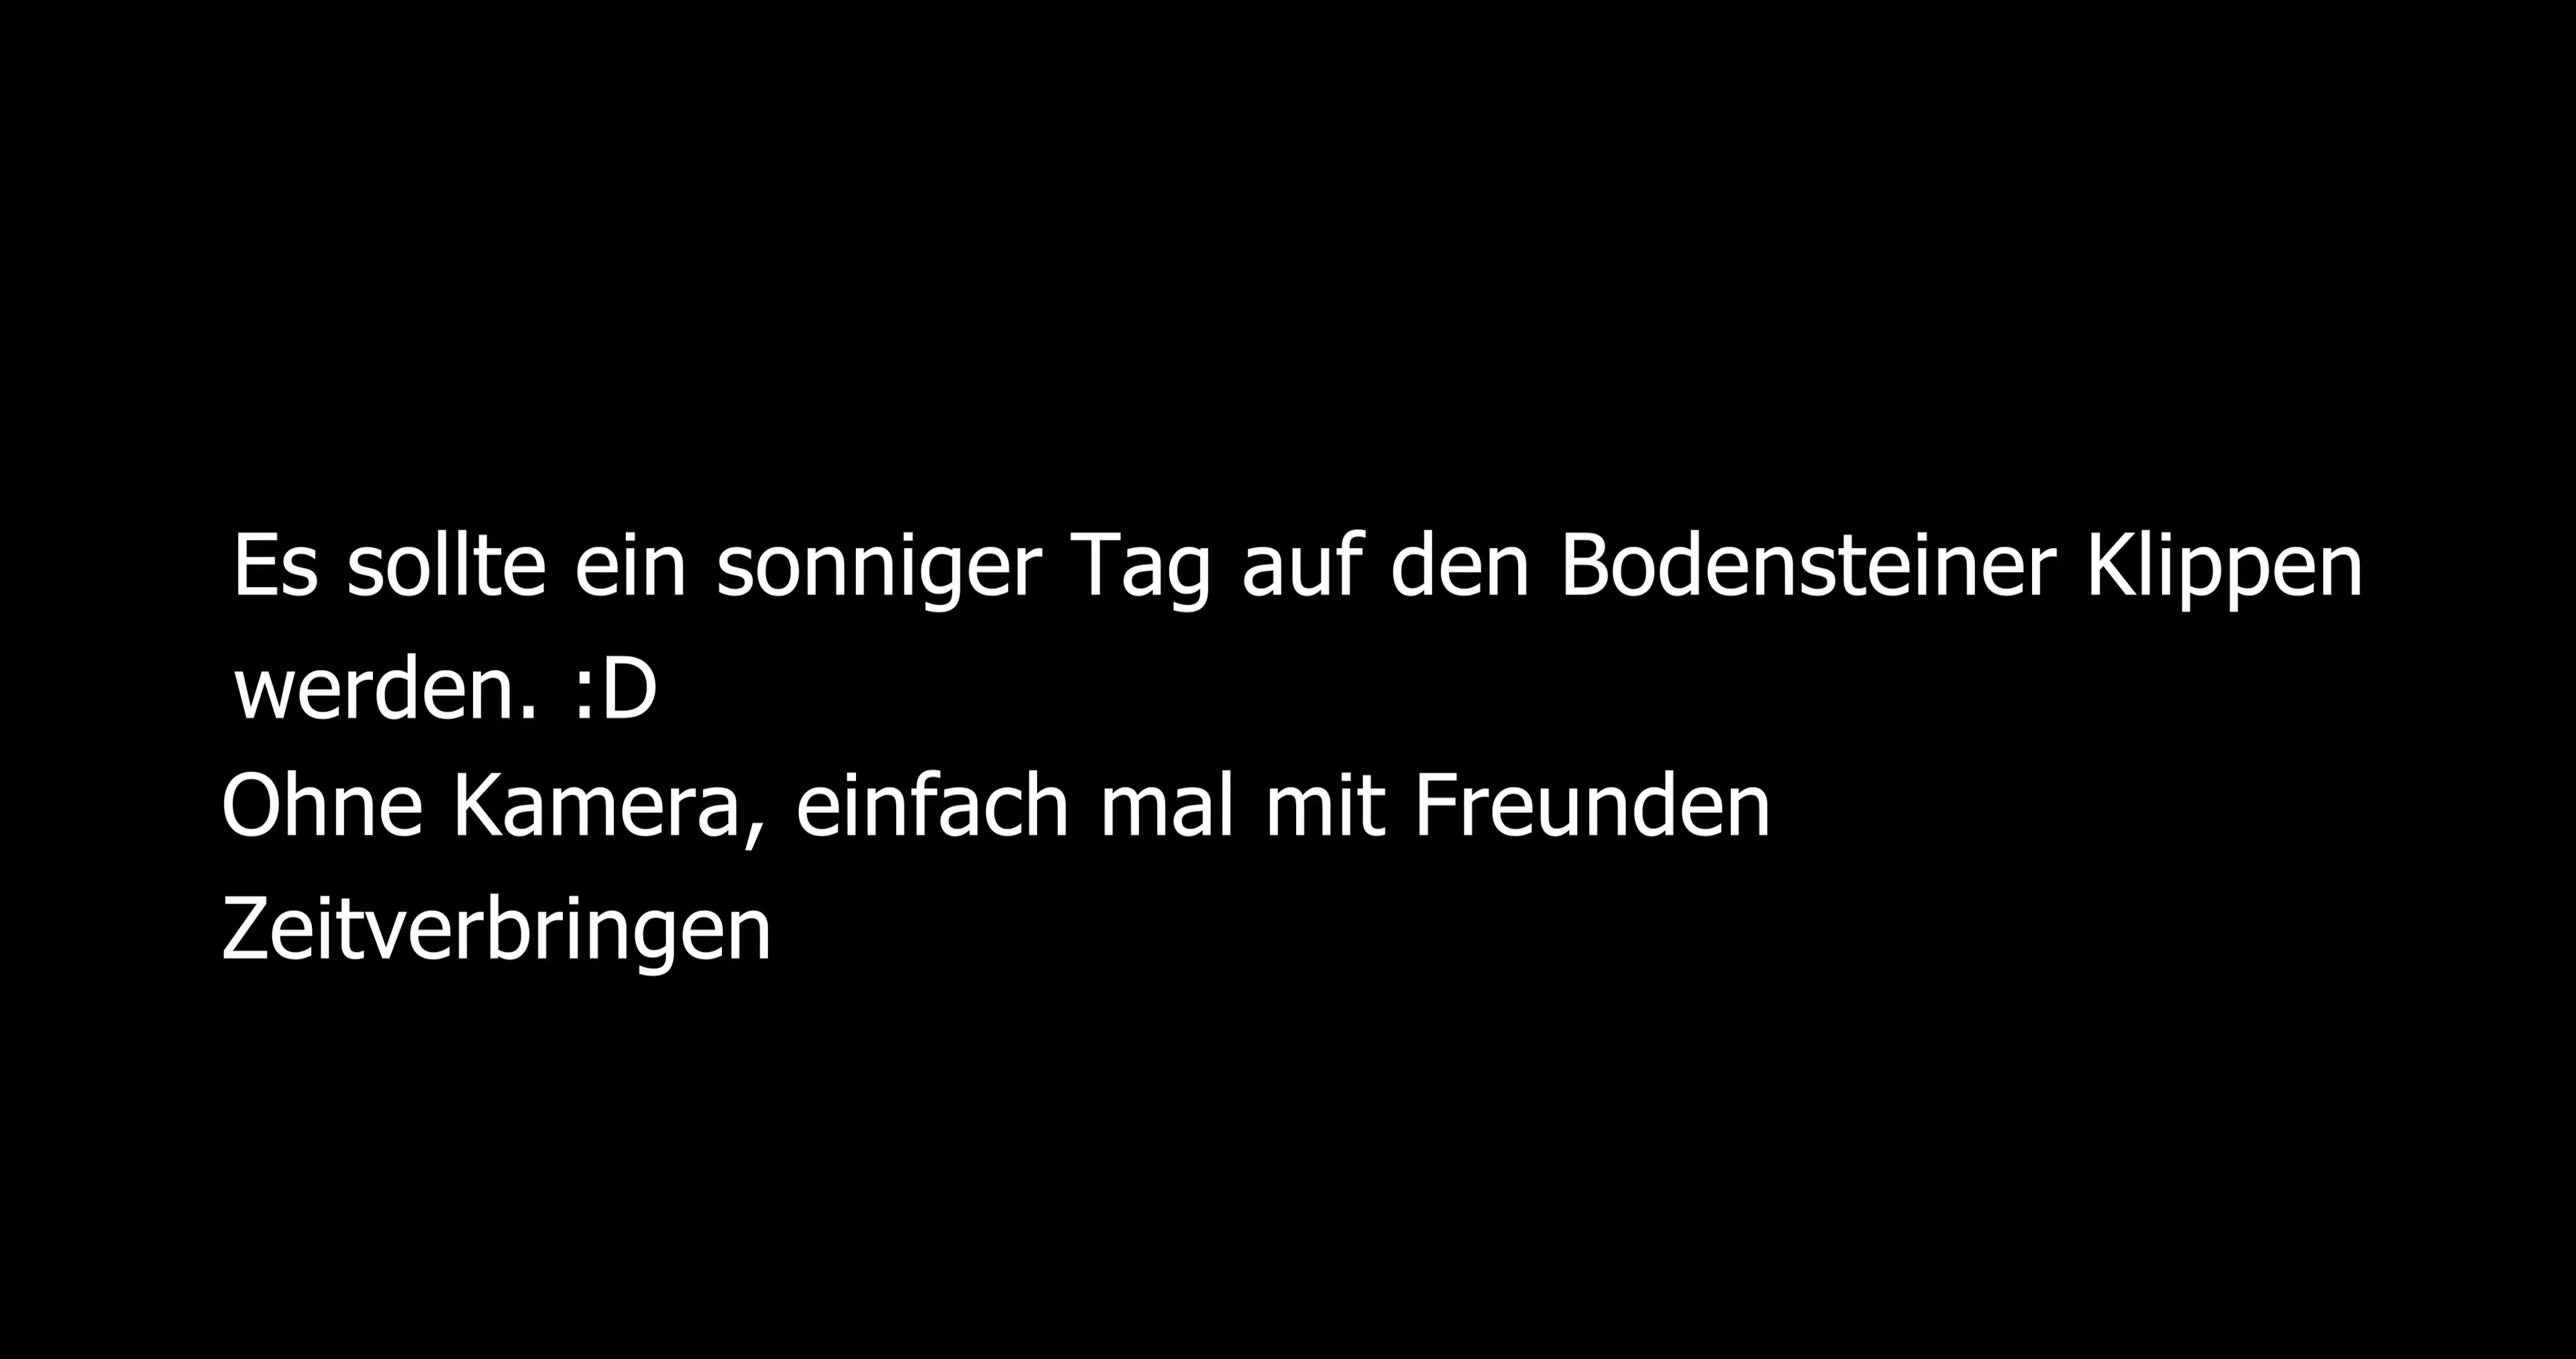 Es sollte ein sonniger Tag auf den Bodensteiner Klippen
werden. :D
Ohne Kamera, einfach mal mit Freunden
Zeitverbringen